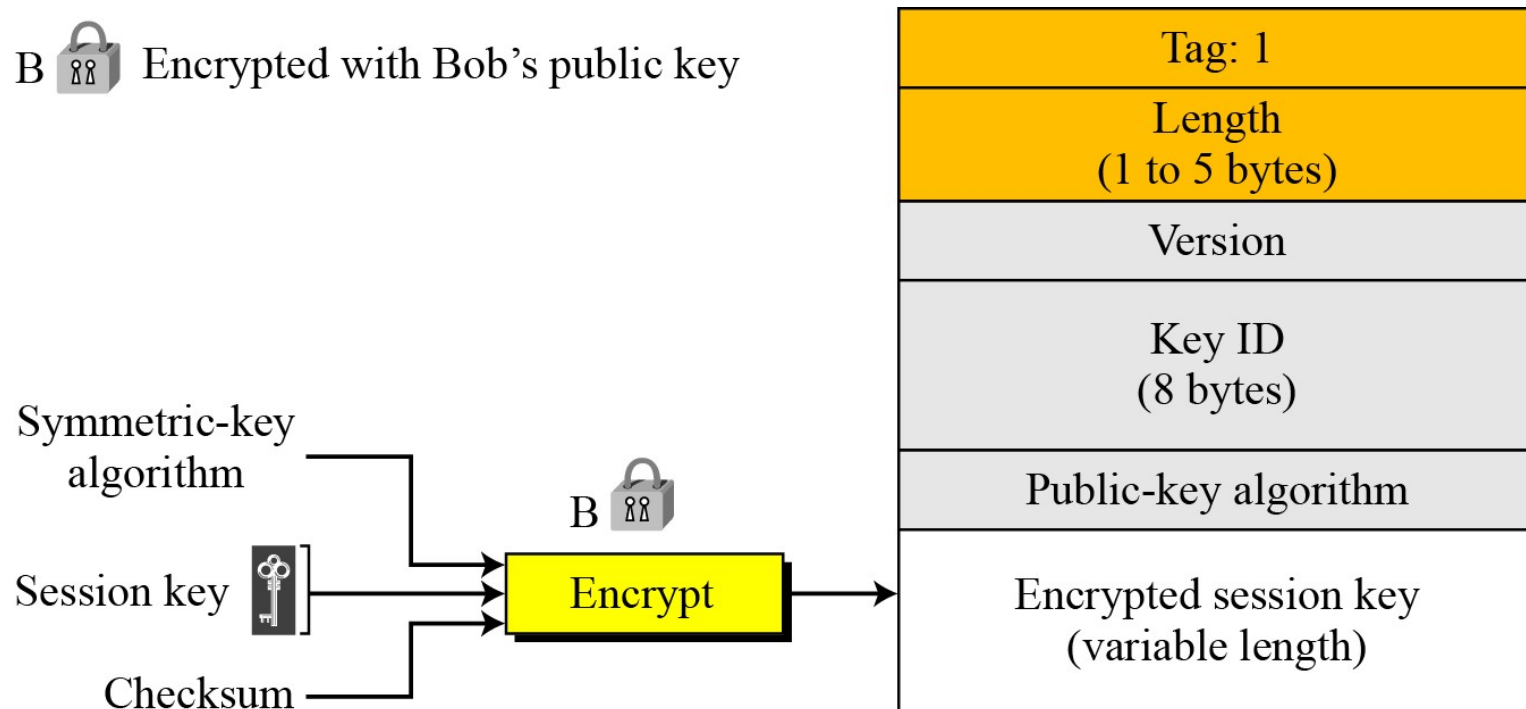 B Encrypted with Bob’s public key
Symmetric-key
algorithm
Session key
Checksum
B
Encrypt
Tag: 1
Length
(1 to 5 bytes)
Version
Key ID
(8 bytes)
Public-key algorithm
Encrypted session key
(variable length)